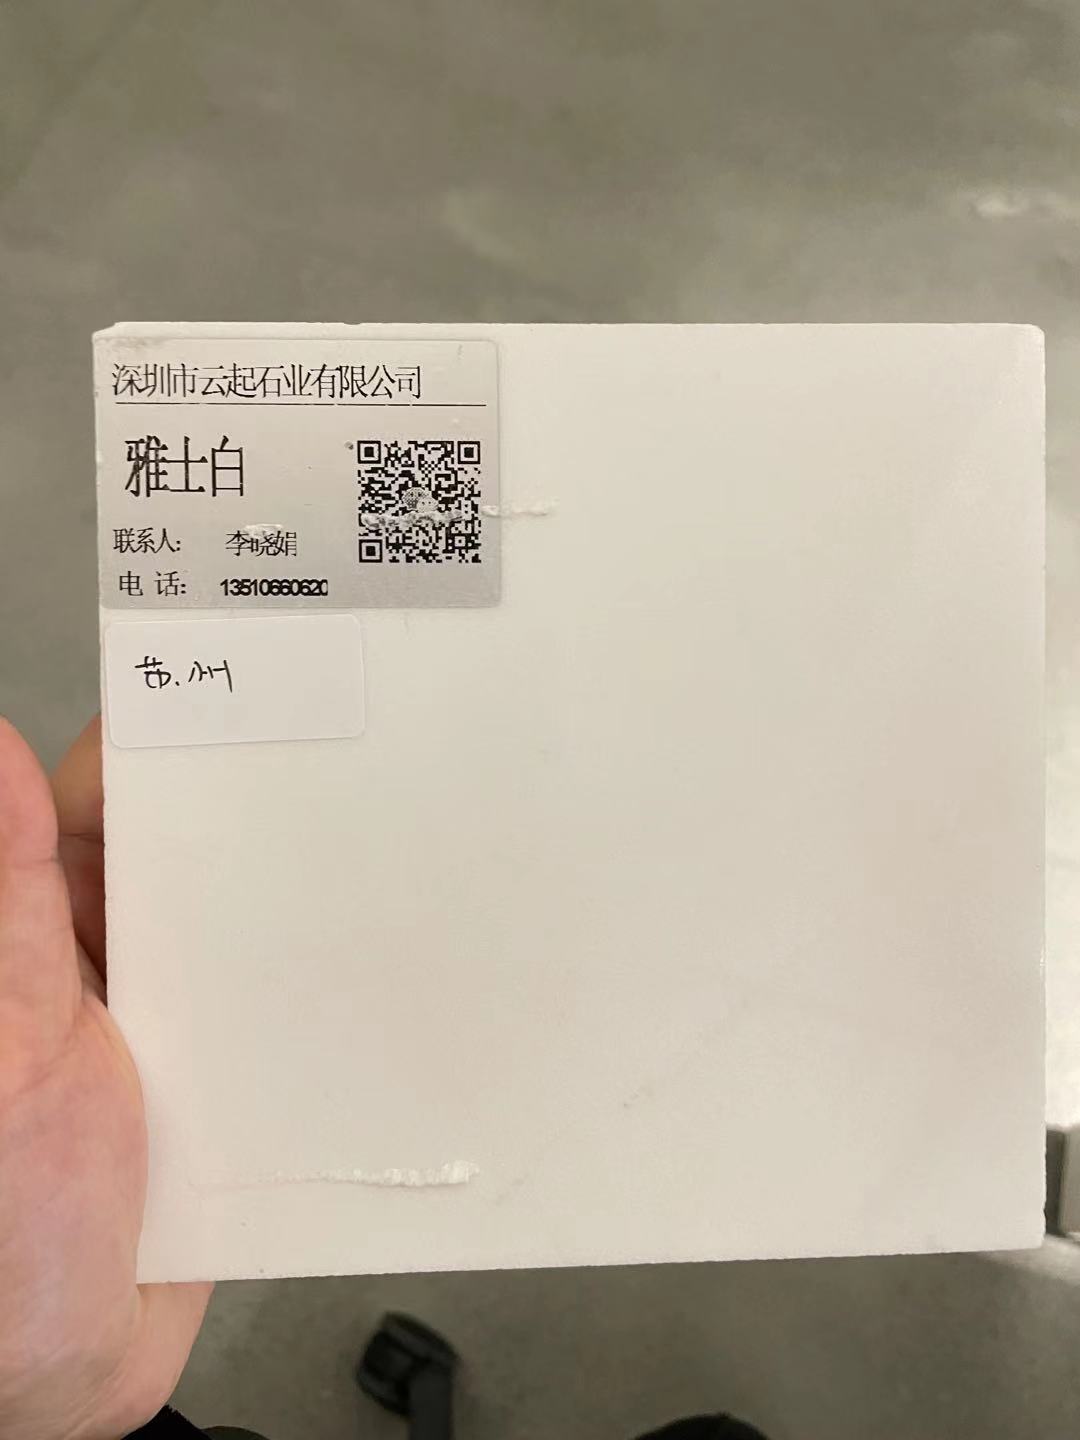 深圳市云起石业有限公司
雅士白
联系人: 李晓娟
电 话: 13510660620